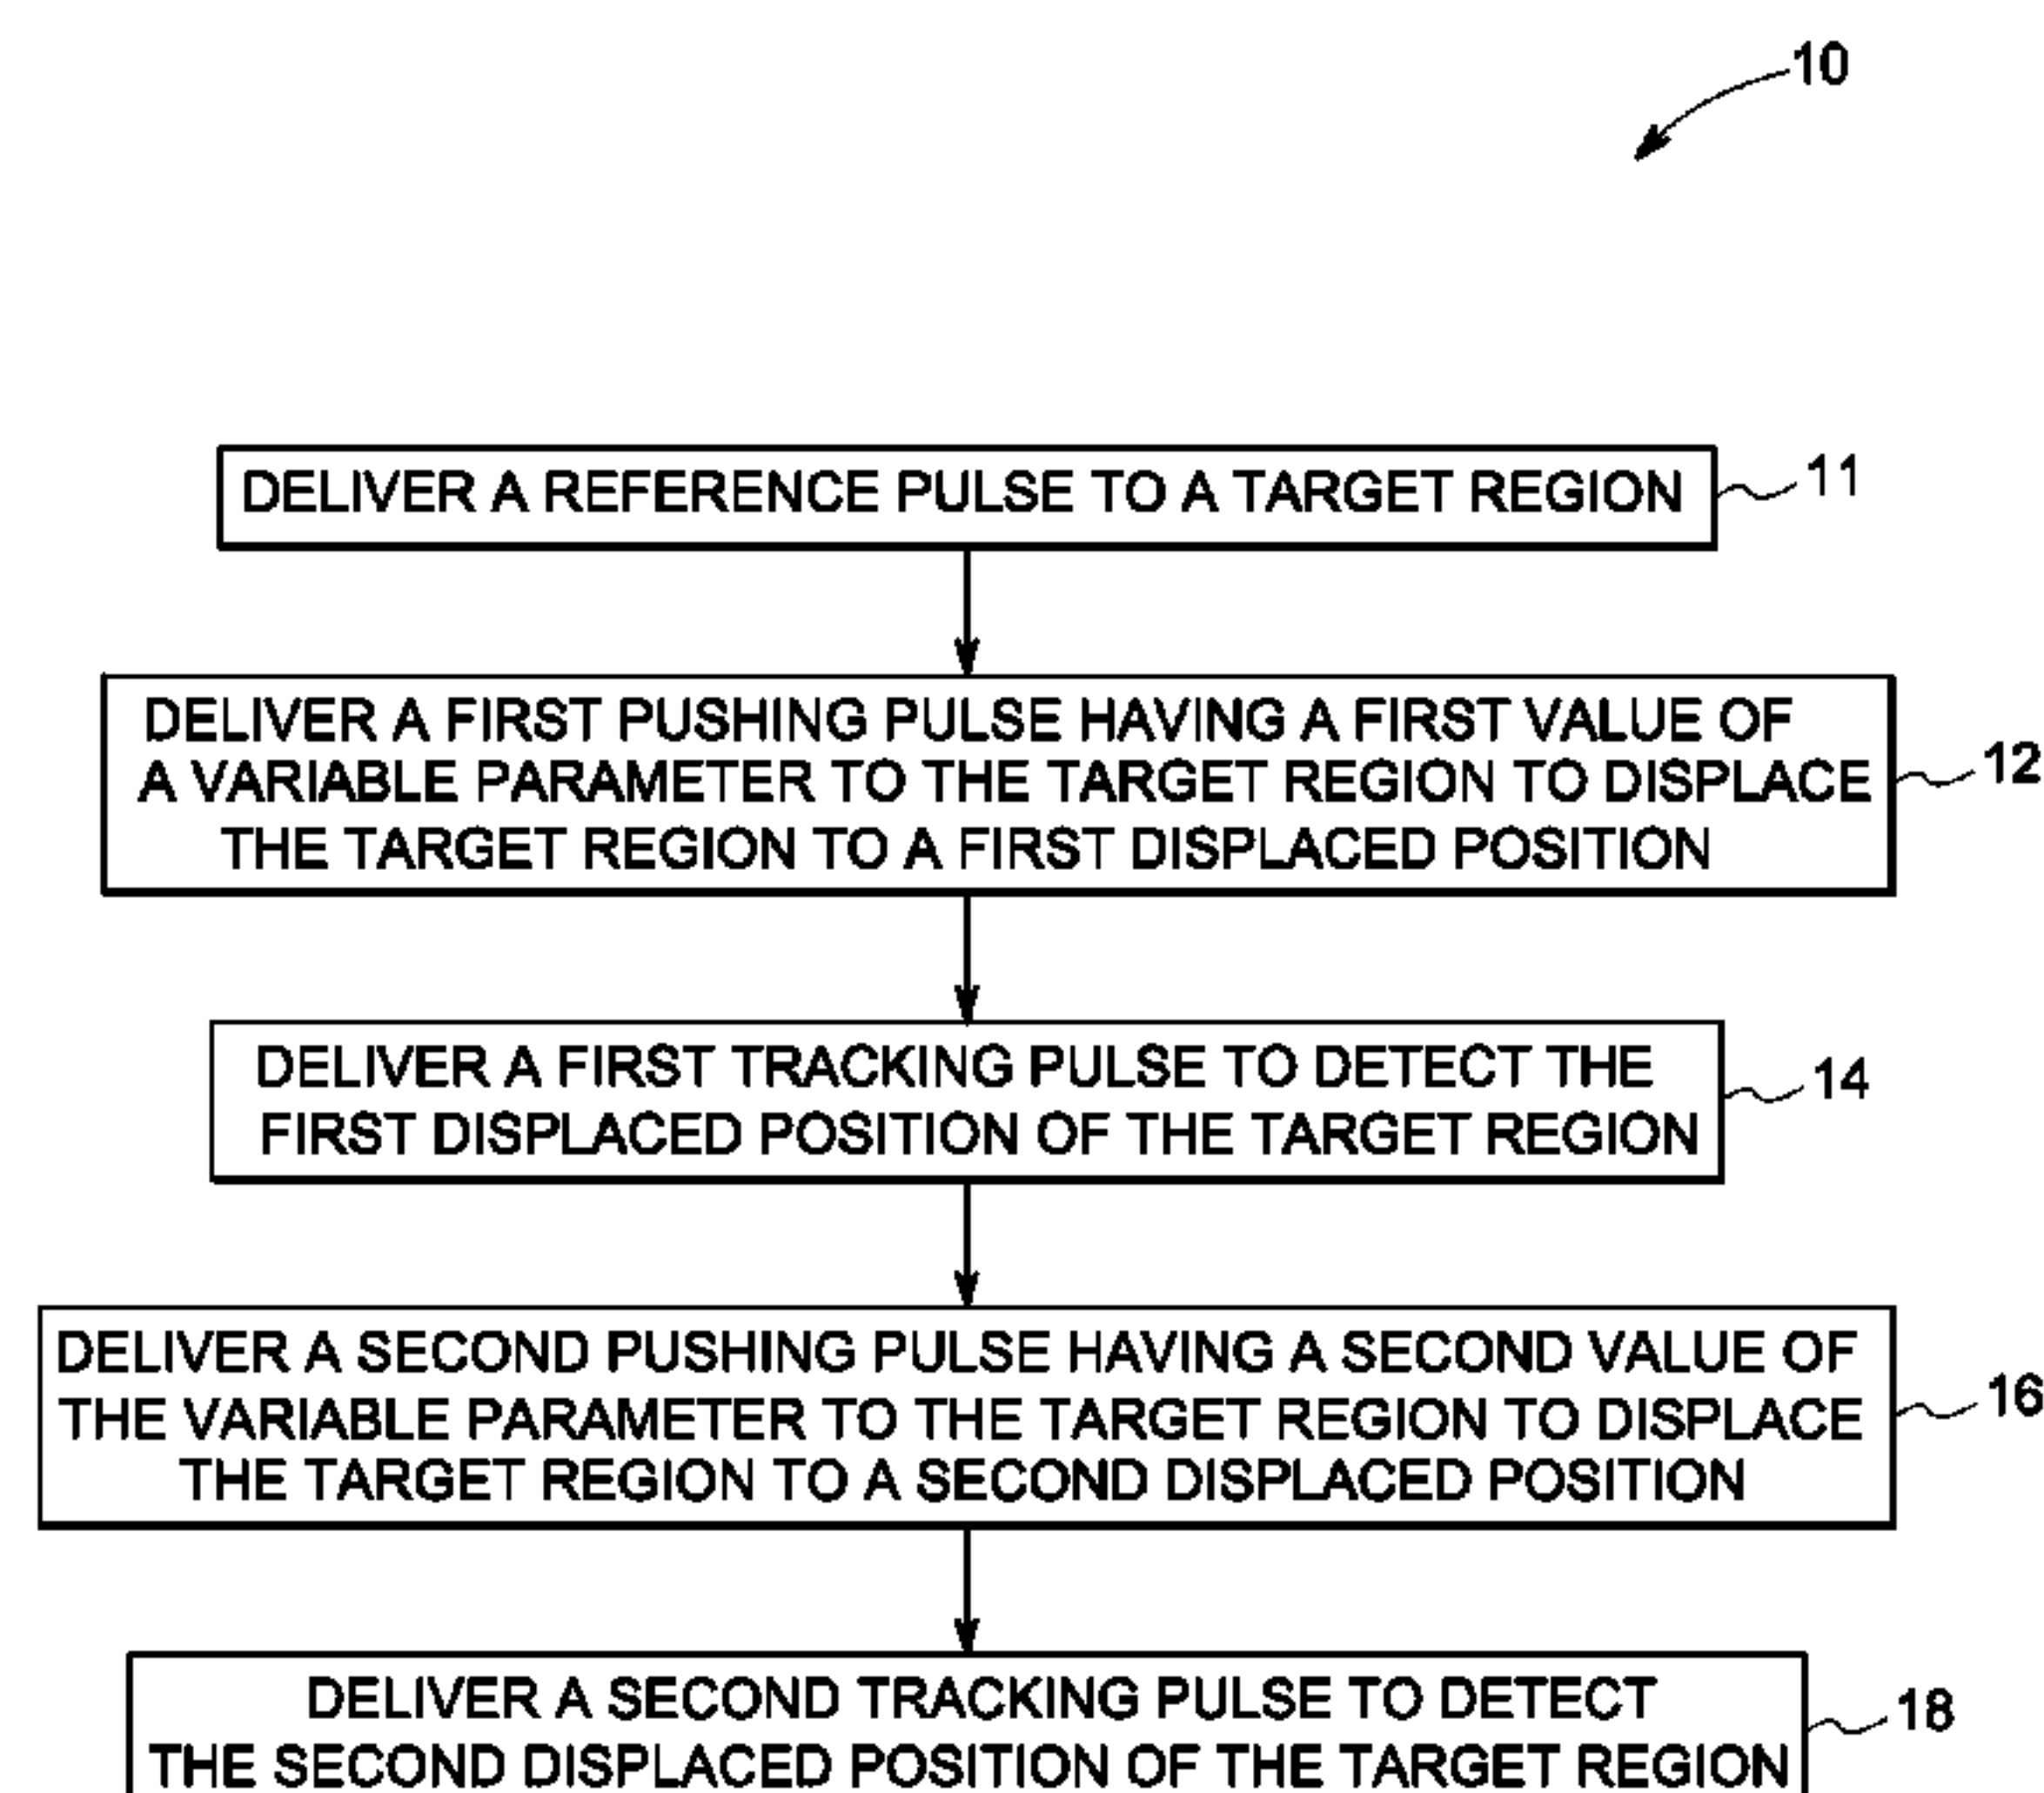 10
DELIVER A REFERENCE PULSE TO A TARGET REGION
11
DELIVER A FIRST PUSHING PULSE HAVING A FIRST VALUE OF
A VARIABLE PARAMETER TO THE TARGET REGION TO DISPLACE
THE TARGET REGION TO A FIRST DISPLACED POSITION
12
DELIVER A FIRST TRACKING PULSE TO DETECT THE
FIRST DISPLACED POSITION OF THE TARGET REGION
14
DELIVER A SECOND PUSHING PULSE HAVING A SECOND VALUE OF
THE VARIABLE PARAMETER TO THE TARGET REGION TO DISPLACE
THE TARGET REGION TO A SECOND DISPLACED POSITION
16
DELIVER A SECOND TRACKING PULSE TO DETECT
THE SECOND DISPLACED POSITION OF THE TARGET REGION
18